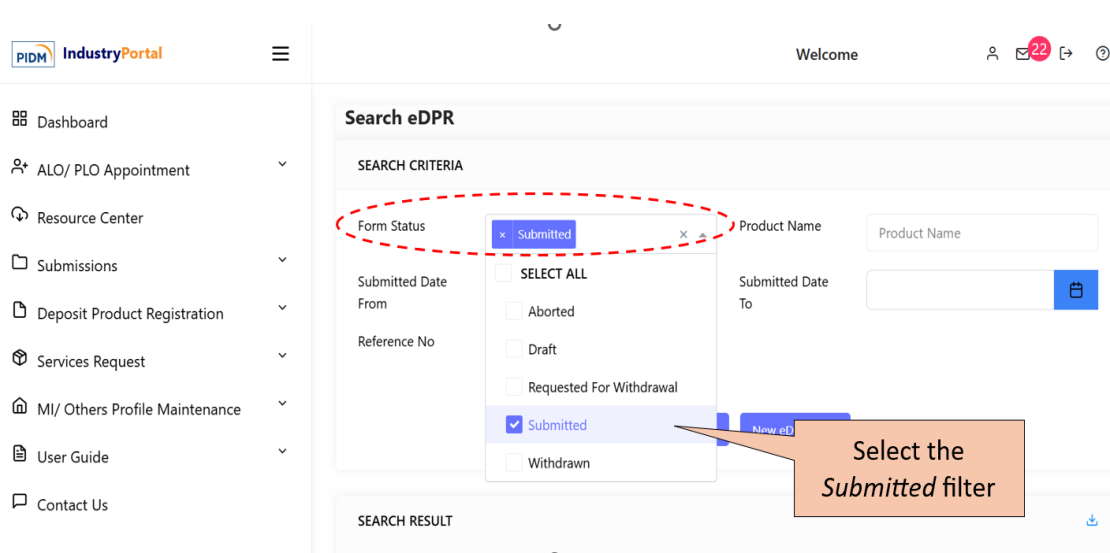 PIDM IndustryPortal
Welcome
22
Dashboard
ALO/ PLO Appointment
Resource Center
Submissions
Deposit Product Registration
Services Request
MI/ Others Profile Maintenance
User Guide
Contact Us
Search eDPR
SEARCH CRITERIA
Form Status
× Submitted ×
Product Name
Product Name
SELECT ALL
Aborted
Draft
Requested For Withdrawal
Submitted
Withdrawn
Submitted Date
From
Submitted Date
To
Reference No
New
Select the
Submitted filter
SEARCH RESULT